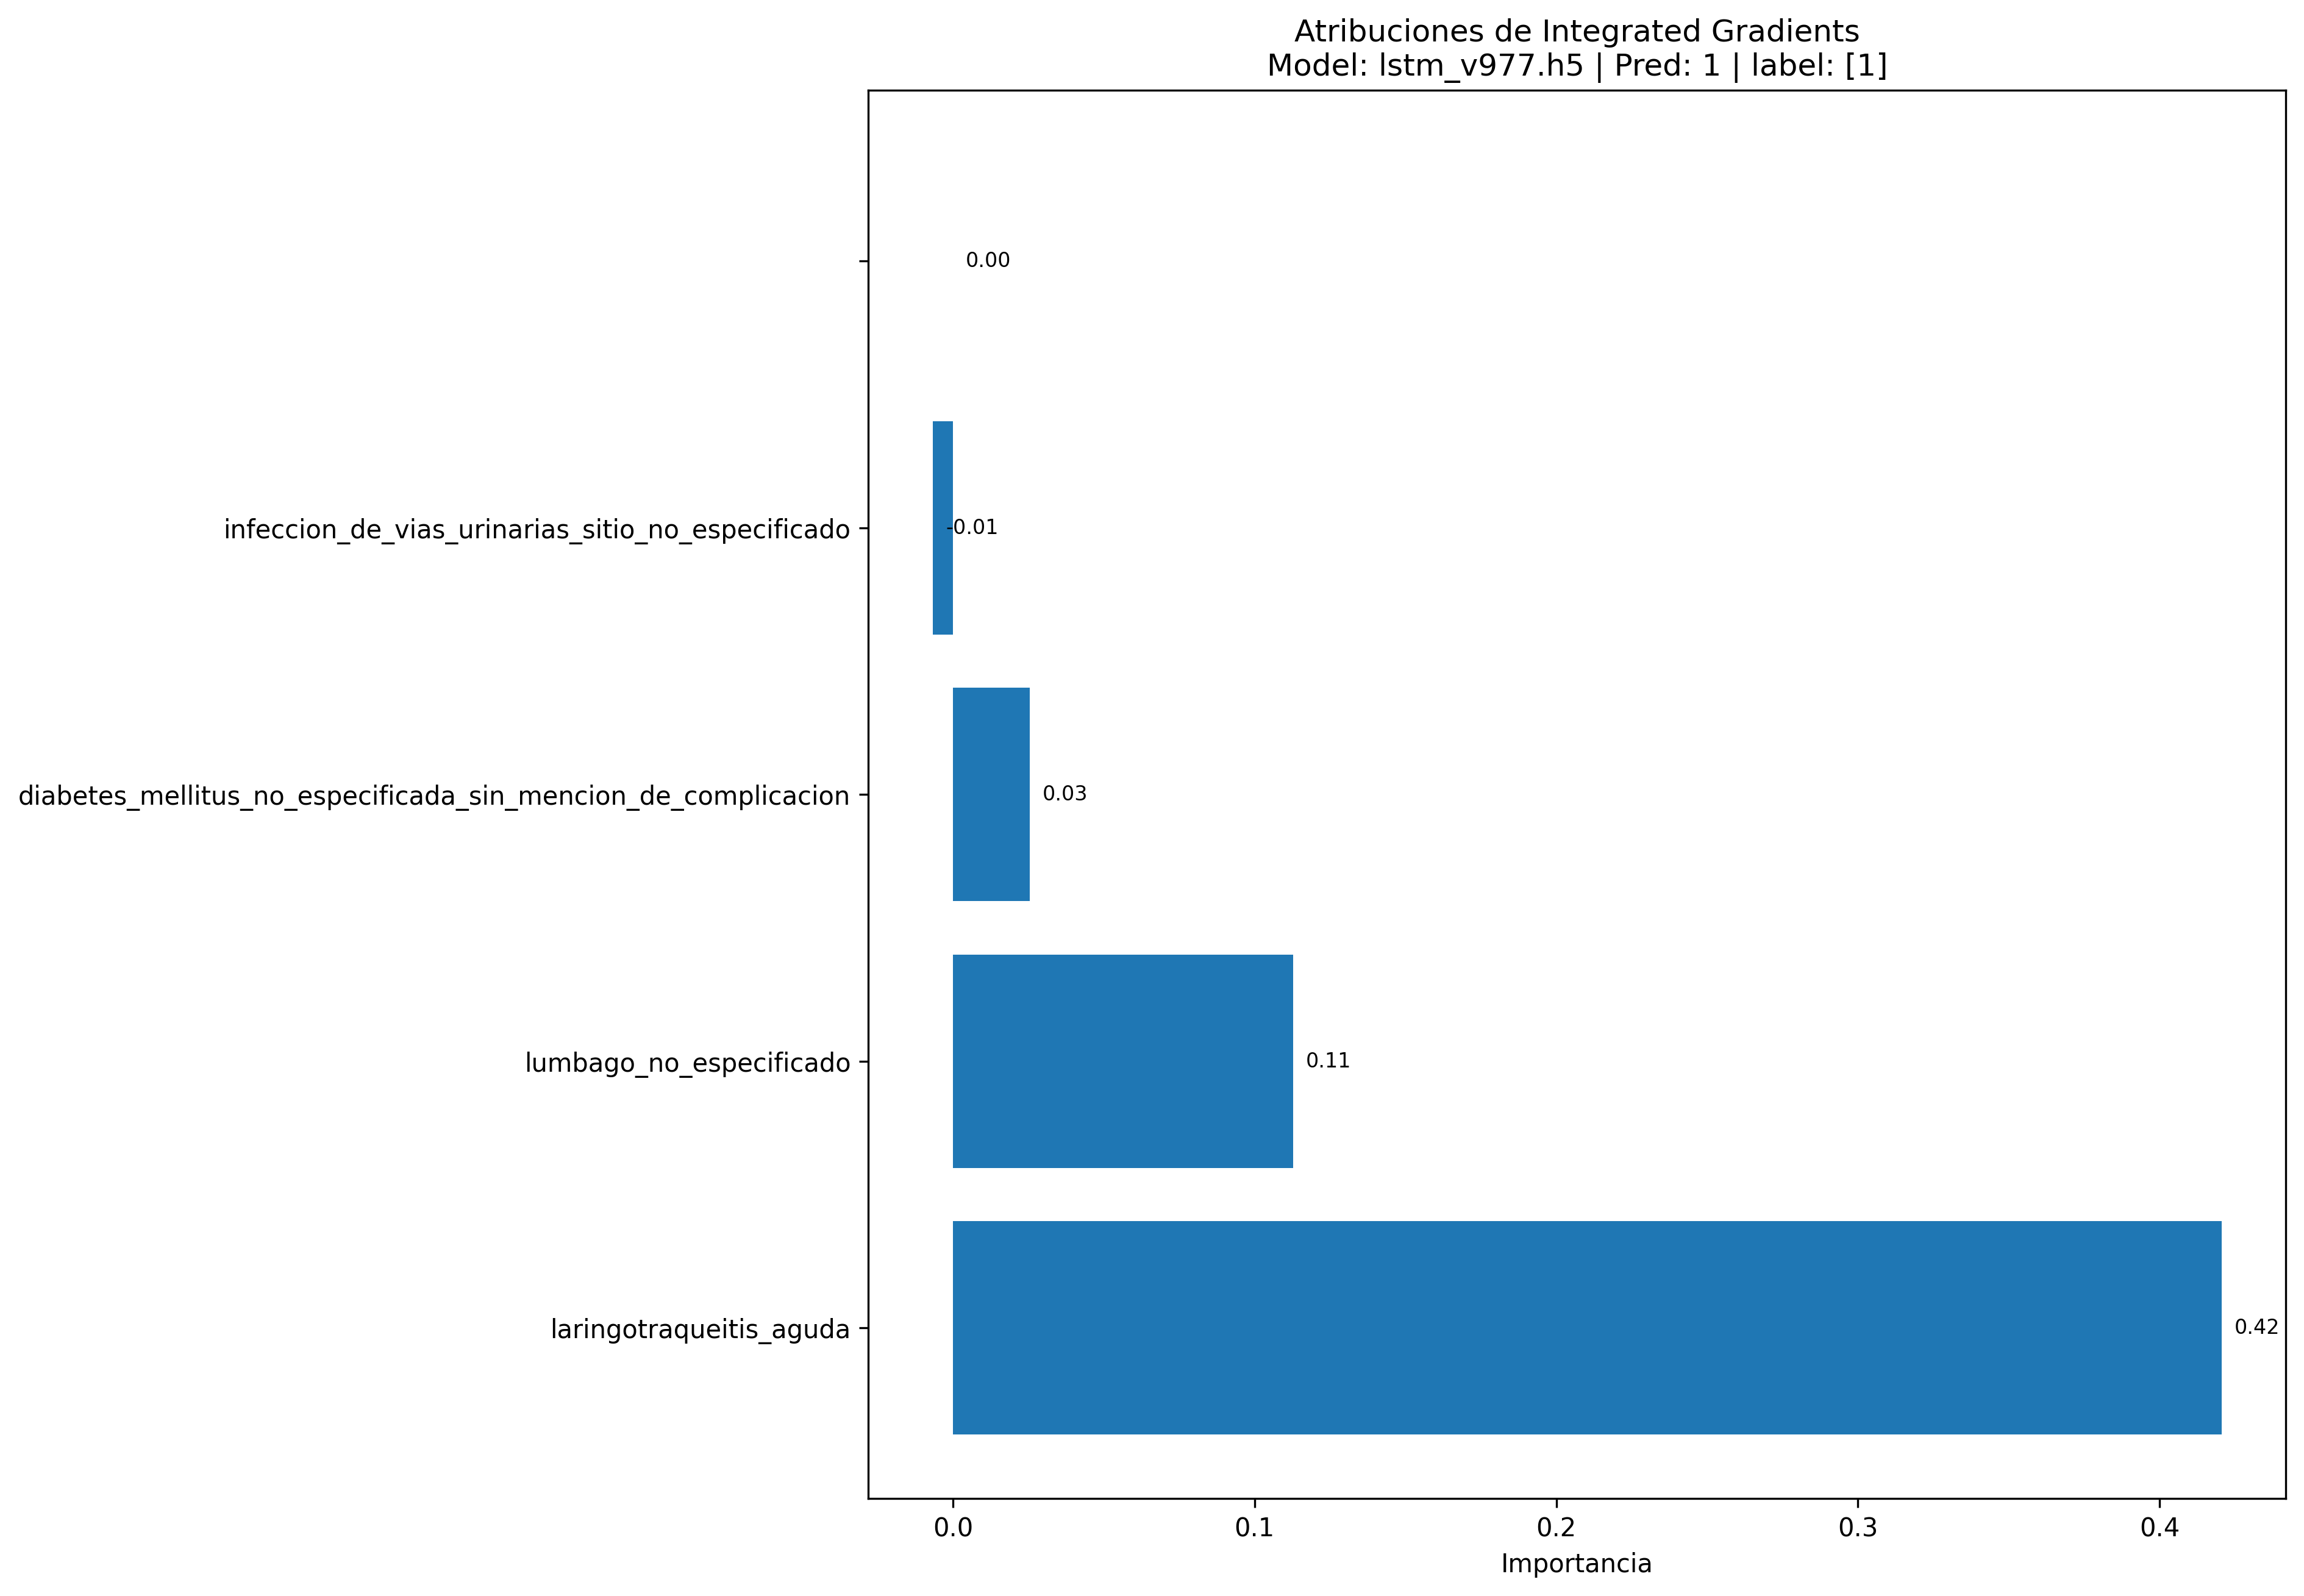 Atribuciones de Integrated Gradients
Model: lstm_v977.h5 | Pred: 1 | label: [1]
0.00
infeccion_de_vias_urinarias_sitio_no_especificado
-0.01
diabetes_mellitus_no_especificada_sin_mencion_de_complicacion
0.03
lumbago_no_especificado
0.11
laringotraqueitis_aguda
0.42
0.0 0.1 0.2 0.3 0.4
Importancia